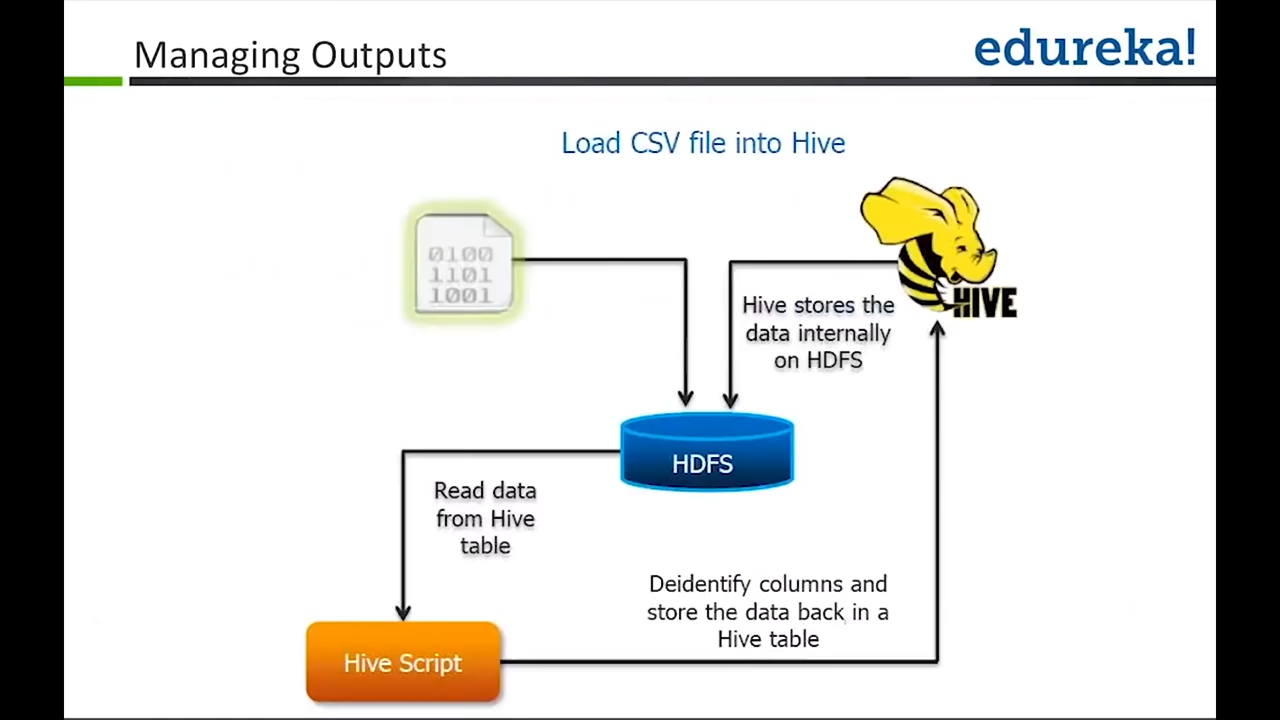 Managing Outputs
edureka!
Load CSV file into Hive
0100
1101
1001
HIVE
Hive stores the
data internally
on HDFS
HDFS
Read data
from Hive
table
Deidentify columns and
store the data back in a
Hive table
Hive Script